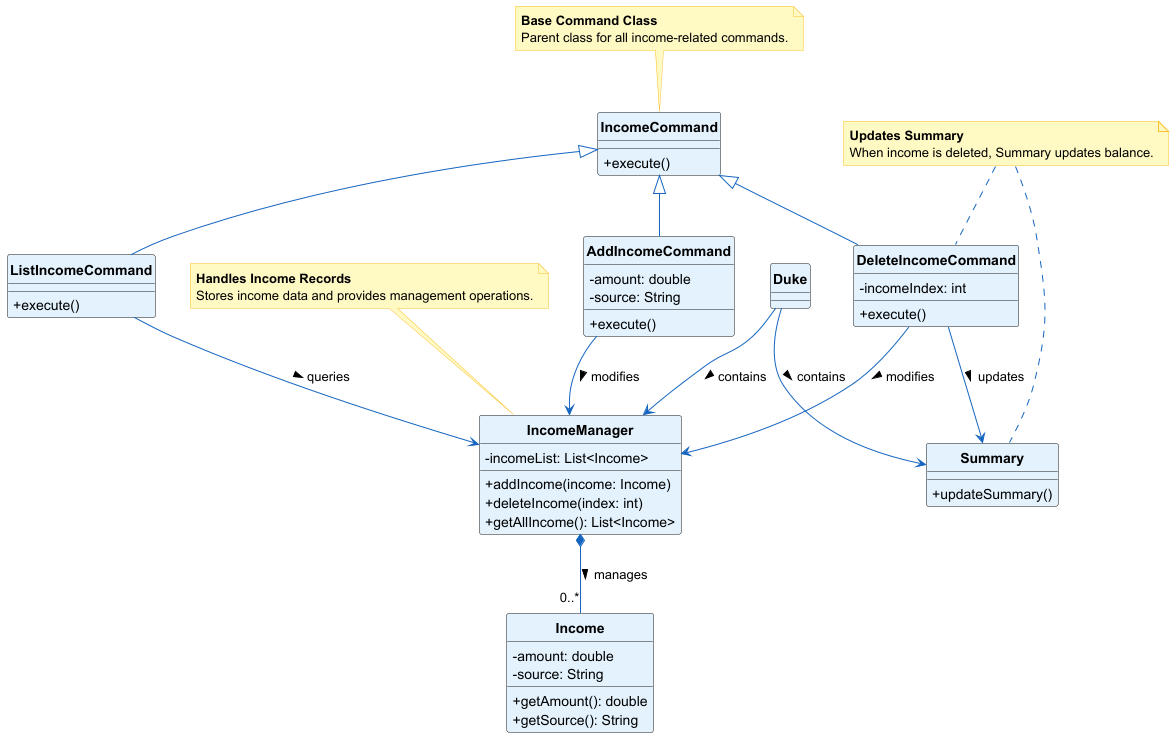 Base Command Class
Parent class for all income-related commands.
IncomeCommand
+execute()
Updates Summary
When income is deleted, Summary updates balance.
ListIncomeCommand
+execute()
Handles Income Records
Stores income data and provides management operations.
AddIncomeCommand
-amount: double
-source: String
+execute()
Duke
DeleteIncomeCommand
-incomeIndex: int
+execute()
queries
modifies
contains
contains
modifies
updates
IncomeManager
-incomeList: List<Income>
+addIncome(income: Income)
+deleteIncome(index: int)
+getAllIncome(): List<Income>
Summary
+updateSummary()
manages
0..*
Income
-amount: double
-source: String
+getAmount(): double
+getSource(): String